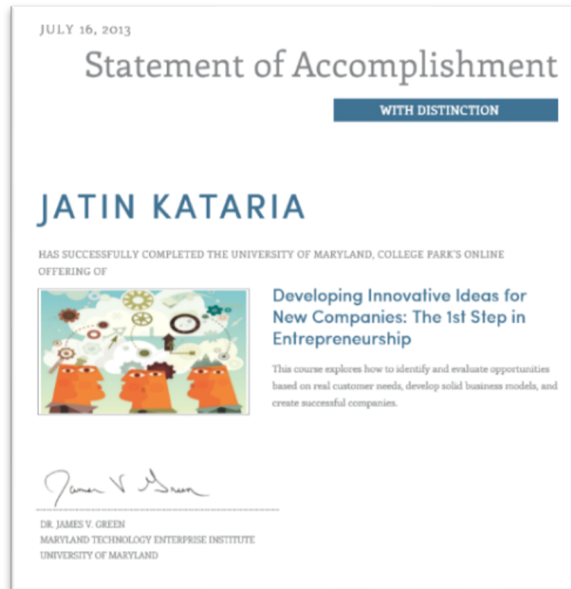 JULY 16, 2013
Statement of Accomplishment
WITH DISTINCTION
JATIN KATARIA
HAS SUCCESSFULLY COMPLETED THE UNIVERSITY OF MARYLAND, COLLEGE PARK'S ONLINE
OFFERING OF
Developing Innovative Ideas for
New Companies: The 1st Step in
Entrepreneurship
This course explores how to identify and evaluate opportunities
based on real customer needs, develop solid business models, and
create successful companies.
James V Green
DR. JAMES V. GREEN
MARYLAND TECHNOLOGY ENTERPRISE INSTITUTE
UNIVERSITY OF MARYLAND